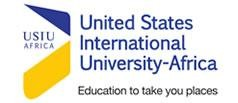 USIU
AFRICA
United States
International
University-Africa
Education to take you places